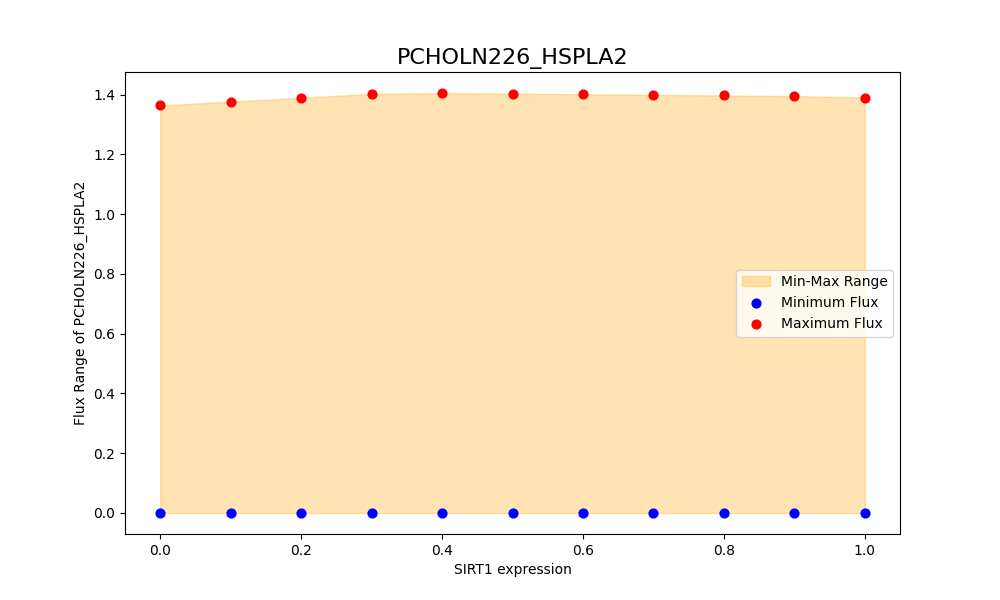 PCHOLN226_HSPLA2
Flux Range of PCHOLN226_HSPLA2
1.4
1.2
1.0
0.8
0.6
0.4
0.2
0.0
Min-Max Range
Minimum Flux
Maximum Flux
0.0 0.2 0.4 0.6 0.8 1.0
SIRT1 expression